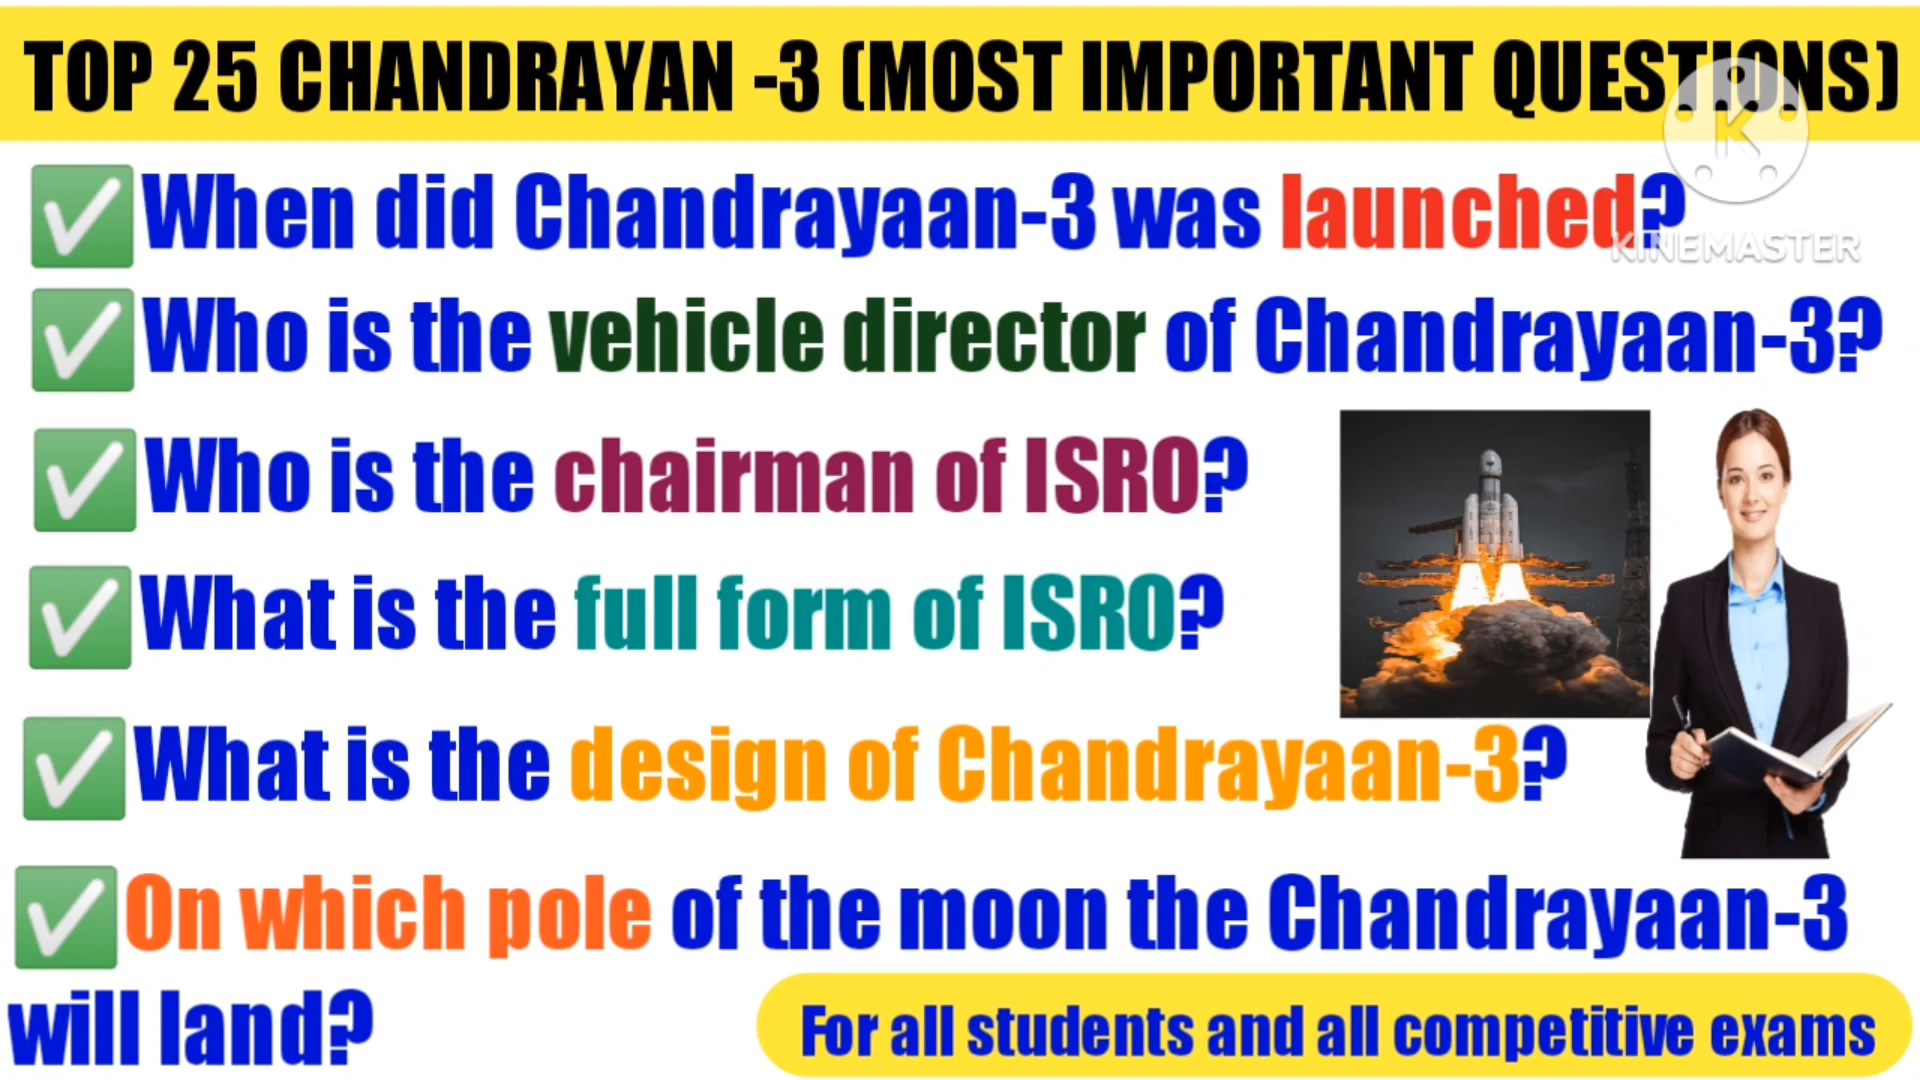 TOP 25 CHANDRAYAN -3 (MOST IMPORTANT QUESTIONS)
When did Chandrayaan-3 was launched?
KINEMASTER
Who is the vehicle director of Chandrayaan-3?
Who is the chairman of ISRO?
What is the full form of ISRO?
What is the design of Chandrayaan-3?
On which pole of the moon the Chandrayaan-3
will land?
For all students and all competitive exams